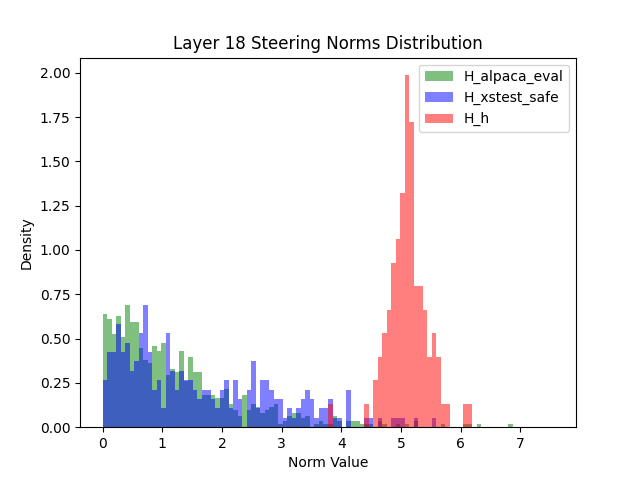 Layer 18 Steering Norms Distribution
H_alpaca_eval
H_xstest_safe
H_h
2.00
1.75
1.50
1.25
1.00
0.75
0.50
0.25
0.00
Density
0 1 2 3 4 5 6 7
Norm Value